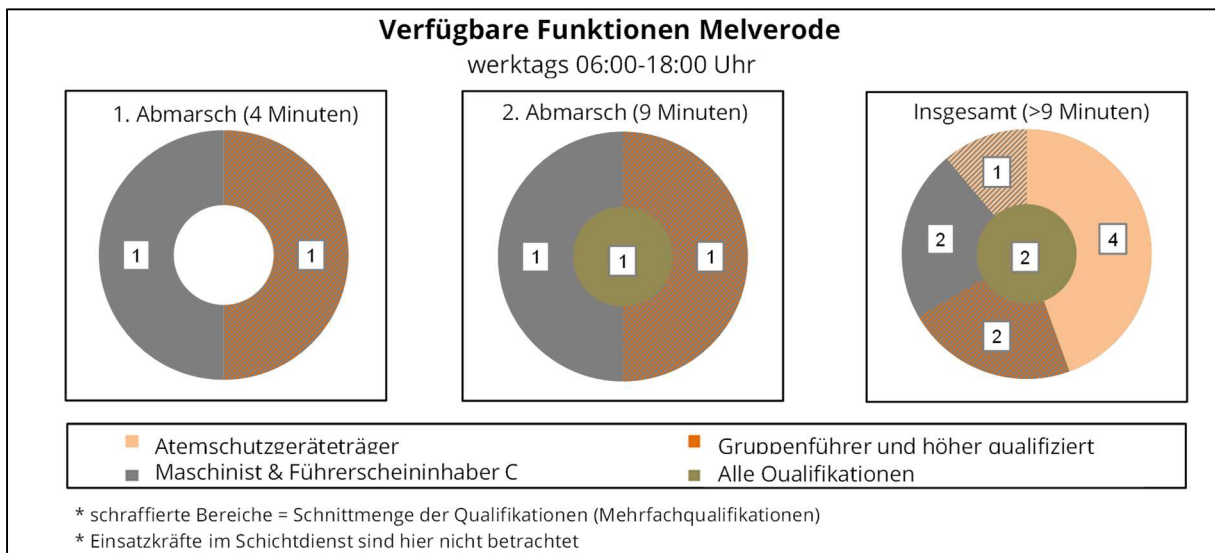 Verfügbare Funktionen Melverode
werktags 06:00-18:00 Uhr
1. Abmarsch (4 Minuten)
1
1
2. Abmarsch (9 Minuten)
1
1
1
Insgesamt (>9 Minuten)
1
2
2
4
2
Atemschutzgeräteträger
Gruppenführer und höher qualifiziert
Maschinist & Führerscheininhaber C
Alle Qualifikationen
* schraffierte Bereiche = Schnittmenge der Qualifikationen (Mehrfachqualifikationen)
* Einsatzkräfte im Schichtdienst sind hier nicht betrachtet